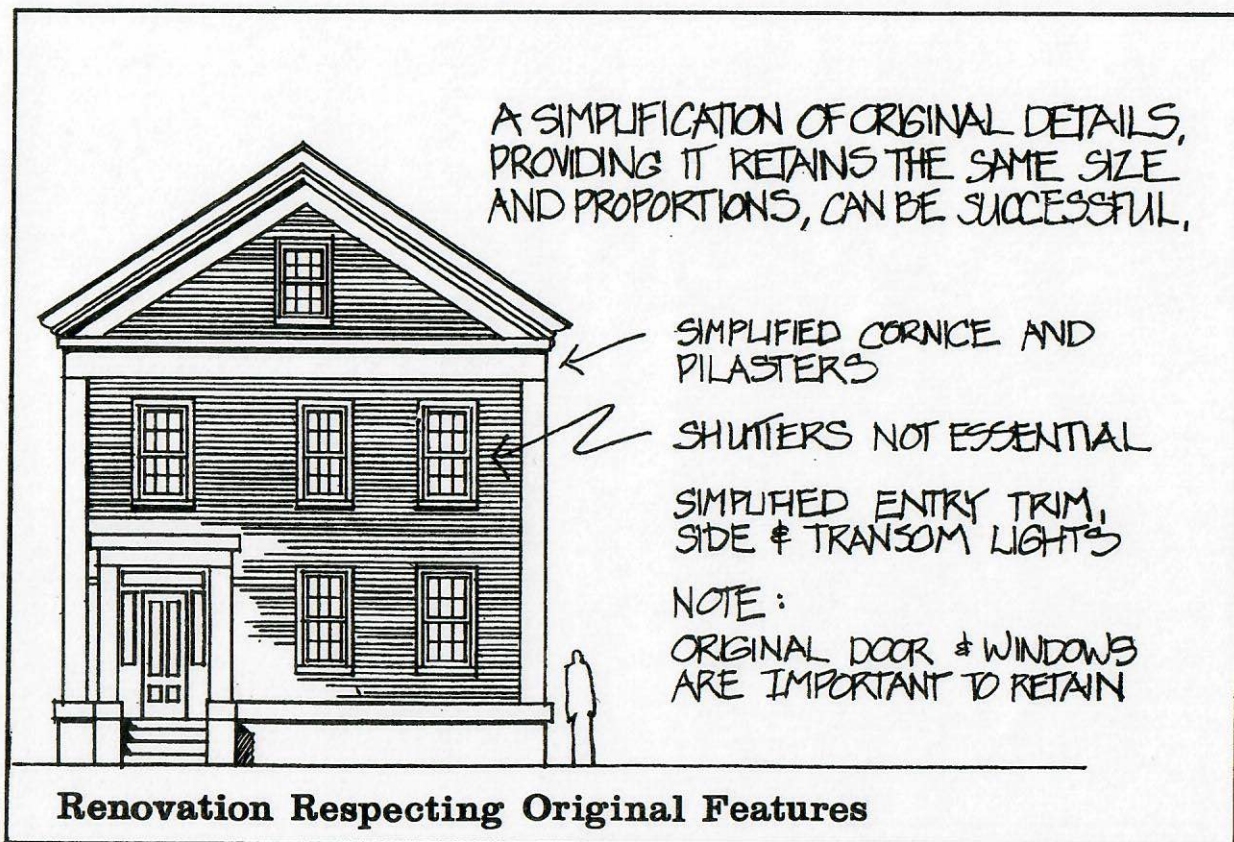 A SIMPLIFICATION OF ORIGINAL DETAILS,
PROVIDING IT RETAINS THE SAME SIZE
AND PROPORTIONS, CAN BE SUCCESSFUL.
SIMPLIFIED CORNICE AND
PILASTERS
SHUTTERS NOT ESSENTIAL
SIMPLIFIED ENTRY TRIM,
SIDE & TRANSOM LIGHTS
NOTE:
ORIGINAL DOOR & WINDOWS
ARE IMPORTANT TO RETAIN
Renovation Respecting Original Features